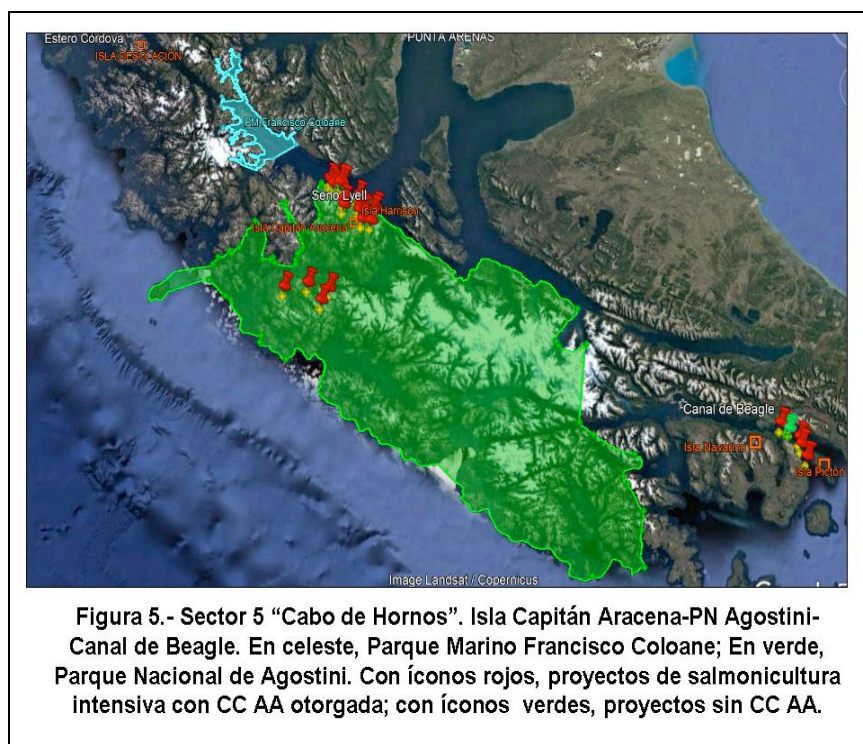 Estero Córdova
PUNTA ARENAS
ISLA DESOLACIÓN
PM Francisco Coloane
Seno Lyell
Isla Harrison
Isla Capitán Aracena
Canal de Beagle
Isla Navarino
Isla Picton
Image Landsat / Copernicus
Figura 5.- Sector 5 “Cabo de Hornos”. Isla Capitán Aracena-PN Agostini-
Canal de Beagle. En celeste, Parque Marino Francisco Coloane; En verde,
Parque Nacional de Agostini. Con íconos rojos, proyectos de salmonicultura
intensiva con CC AA otorgada; con íconos verdes, proyectos sin CC AA.